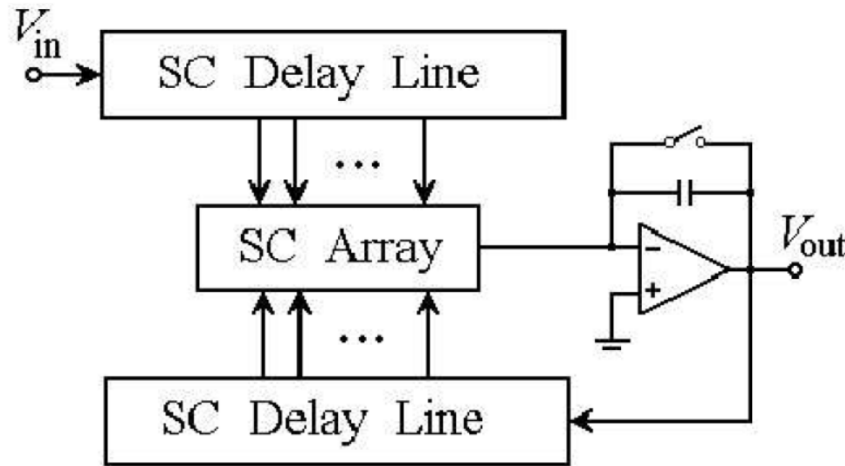 V_in
SC Delay Line
...
SC Array
V_out
−
+
...
SC Delay Line